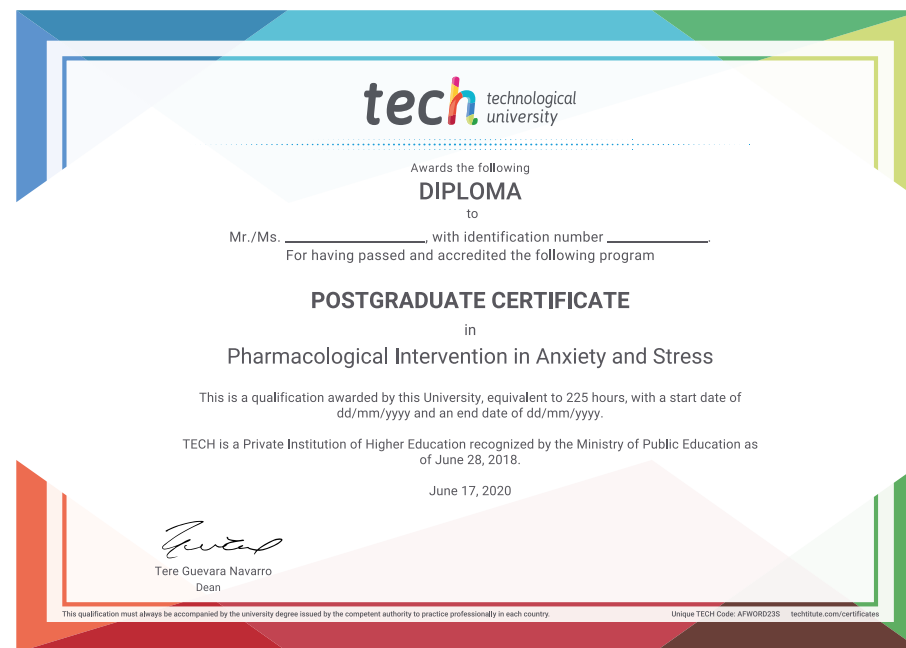 tech technological
university
Awards the following
DIPLOMA
to
Mr./Ms. ____________________, with identification number ______________.
For having passed and accredited the following program
POSTGRADUATE CERTIFICATE
in
Pharmacological Intervention in Anxiety and Stress
This is a qualification awarded by this University, equivalent to 225 hours, with a start date of
dd/mm/yyyy and an end date of dd/mm/yyyy.
TECH is a Private Institution of Higher Education recognized by the Ministry of Public Education as
of June 28, 2018.
June 17, 2020
Tere Guevara Navarro
Dean
This qualification must always be accompanied by the university degree issued by the competent authority to practice professionally in each country. Unique TECH Code: AFWORD23S techtitute.com/certificates